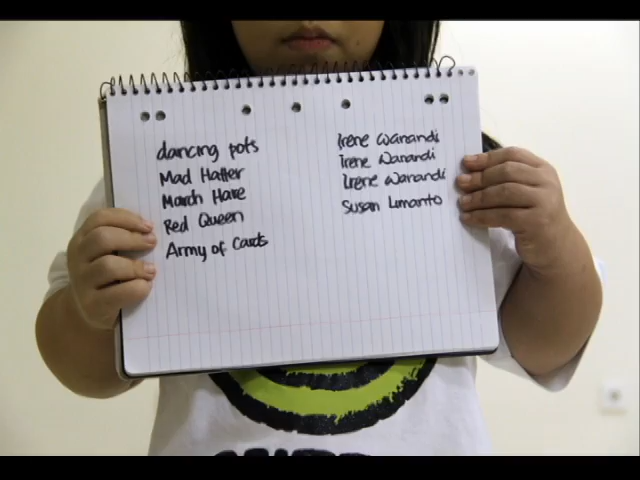 dancing pots Irene Wanandi
Mad Hatter Irene Wanandi
March Hare Irene Wanandi
Red Queen Susan Limanto
Army of Cards